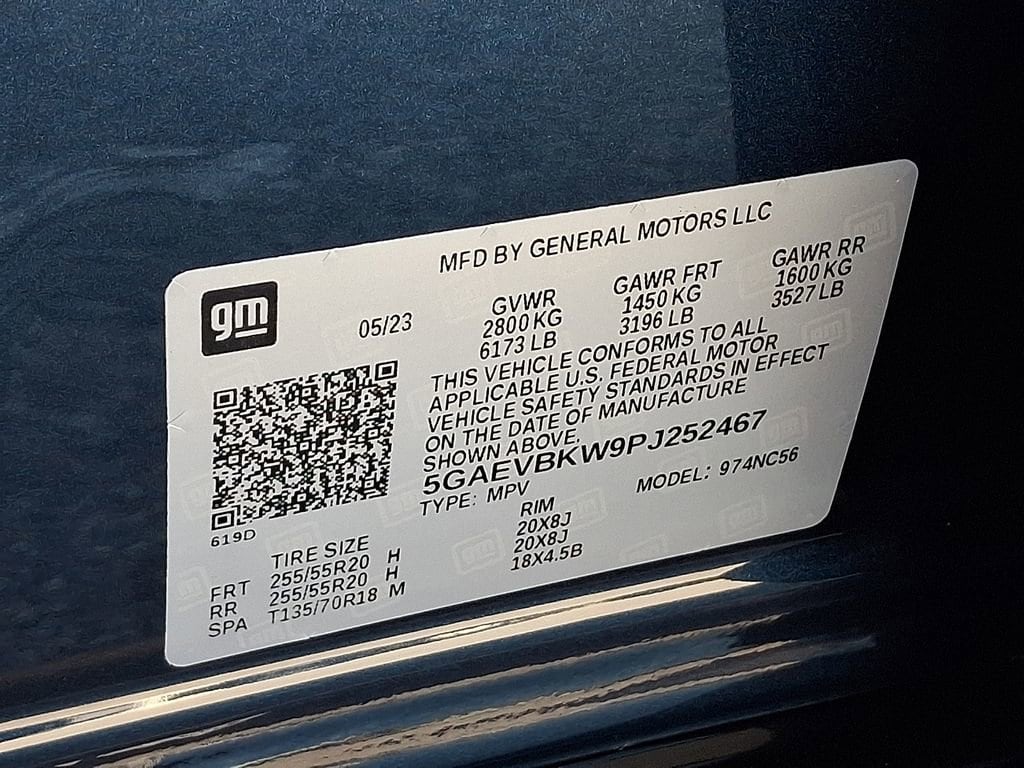 MFD BY GENERAL MOTORS LLC
gm
05/23
GVWR
2800 KG
6173 LB
GAWR FRT
1450 KG
3196 LB
GAWR RR
1600 KG
3527 LB
THIS VEHICLE CONFORMS TO ALL
APPLICABLE U.S. FEDERAL MOTOR
VEHICLE SAFETY STANDARDS IN EFFECT
ON THE DATE OF MANUFACTURE
SHOWN ABOVE.
5GAEVBKW9PJ252467
TYPE: MPV MODEL: 974NC56
619D
TIRE SIZE RIM
FRT 255/55R20 H 20X8J
RR 255/55R20 H 20X8J
SPA T135/70R18 M 18X4.5B